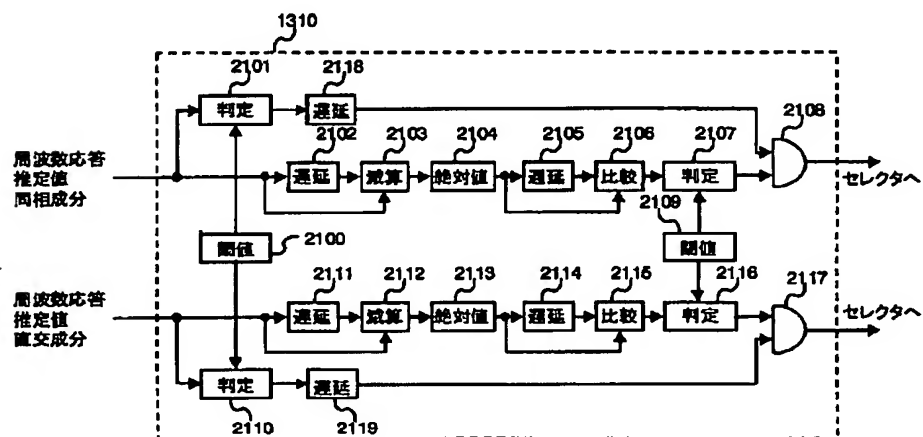 1310
2101
2118
判定
遅延
2102
2103
2104
2105
2106
2107
2108
周波数応答
推定値
同相成分
遅延
減算
絶対値
遅延
比較
判定
セレクタへ
2109
閾値
2100
閾値
2111
2112
2113
2114
2115
2116
2117
周波数応答
推定値
直交成分
遅延
減算
絶対値
遅延
比較
判定
セレクタへ
判定
遅延
2110
2119